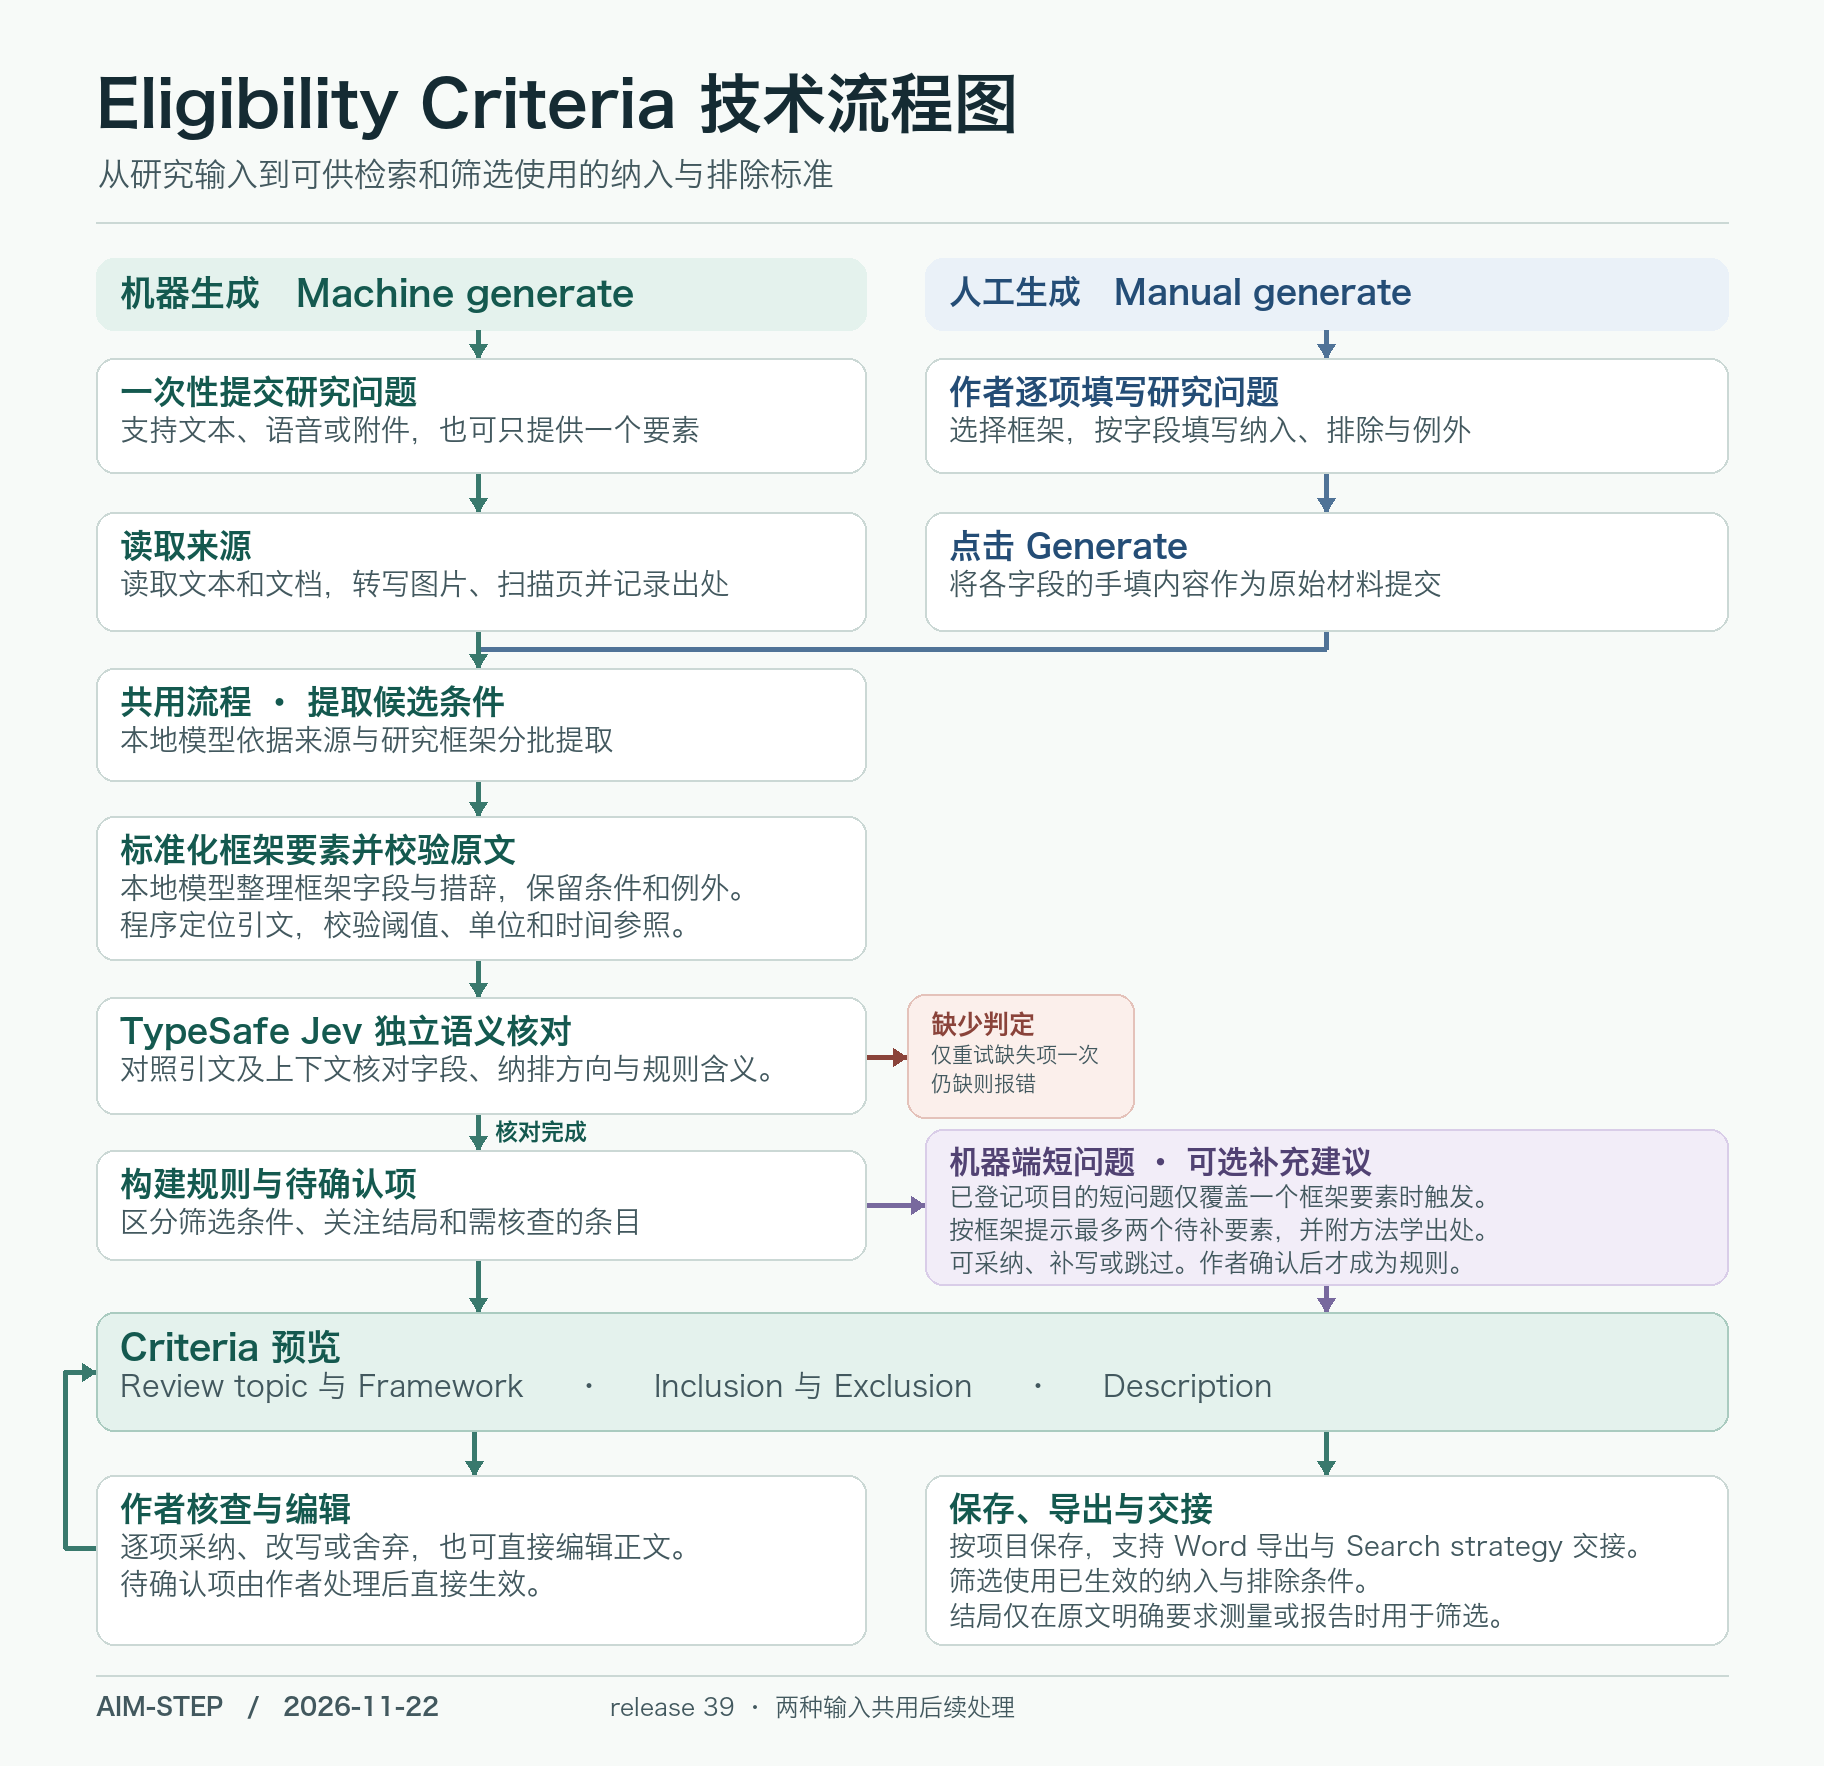 Eligibility Criteria 技术流程图
从研究输入到可供检索和筛选使用的纳入与排除标准
机器生成 Machine generate
人工生成 Manual generate
一次性提交研究问题
支持文本、语音或附件，也可只提供一个要素
作者逐项填写研究问题
选择框架，按字段填写纳入、排除与例外
读取来源
读取文本和文档，转写图片、扫描页并记录出处
点击 Generate
将各字段的手填内容作为原始材料提交
共用流程 · 提取候选条件
本地模型依据来源与研究框架分批提取
标准化框架要素并校验原文
本地模型整理框架字段与措辞，保留条件和例外。
程序定位引文，校验阈值、单位和时间参照。
TypeSafe Jev 独立语义核对
对照引文及上下文核对字段、纳排方向与规则含义。
缺少判定
仅重试缺失项一次
仍缺则报错
核对完成
构建规则与待确认项
区分筛选条件、关注结局和需核查的条目
机器端短问题 · 可选补充建议
已登记项目的短问题仅覆盖一个框架要素时触发。
按框架提示最多两个待补要素，并附方法学出处。
可采纳、补写或跳过。作者确认后才成为规则。
Criteria 预览
Review topic 与 Framework · Inclusion 与 Exclusion · Description
作者核查与编辑
逐项采纳、改写或舍弃，也可直接编辑正文。
待确认项由作者处理后直接生效。
保存、导出与交接
按项目保存，支持 Word 导出与 Search strategy 交接。
筛选使用已生效的纳入与排除条件。
结局仅在原文明确要求测量或报告时用于筛选。
AIM-STEP / 2026-11-22 release 39 · 两种输入共用后续处理